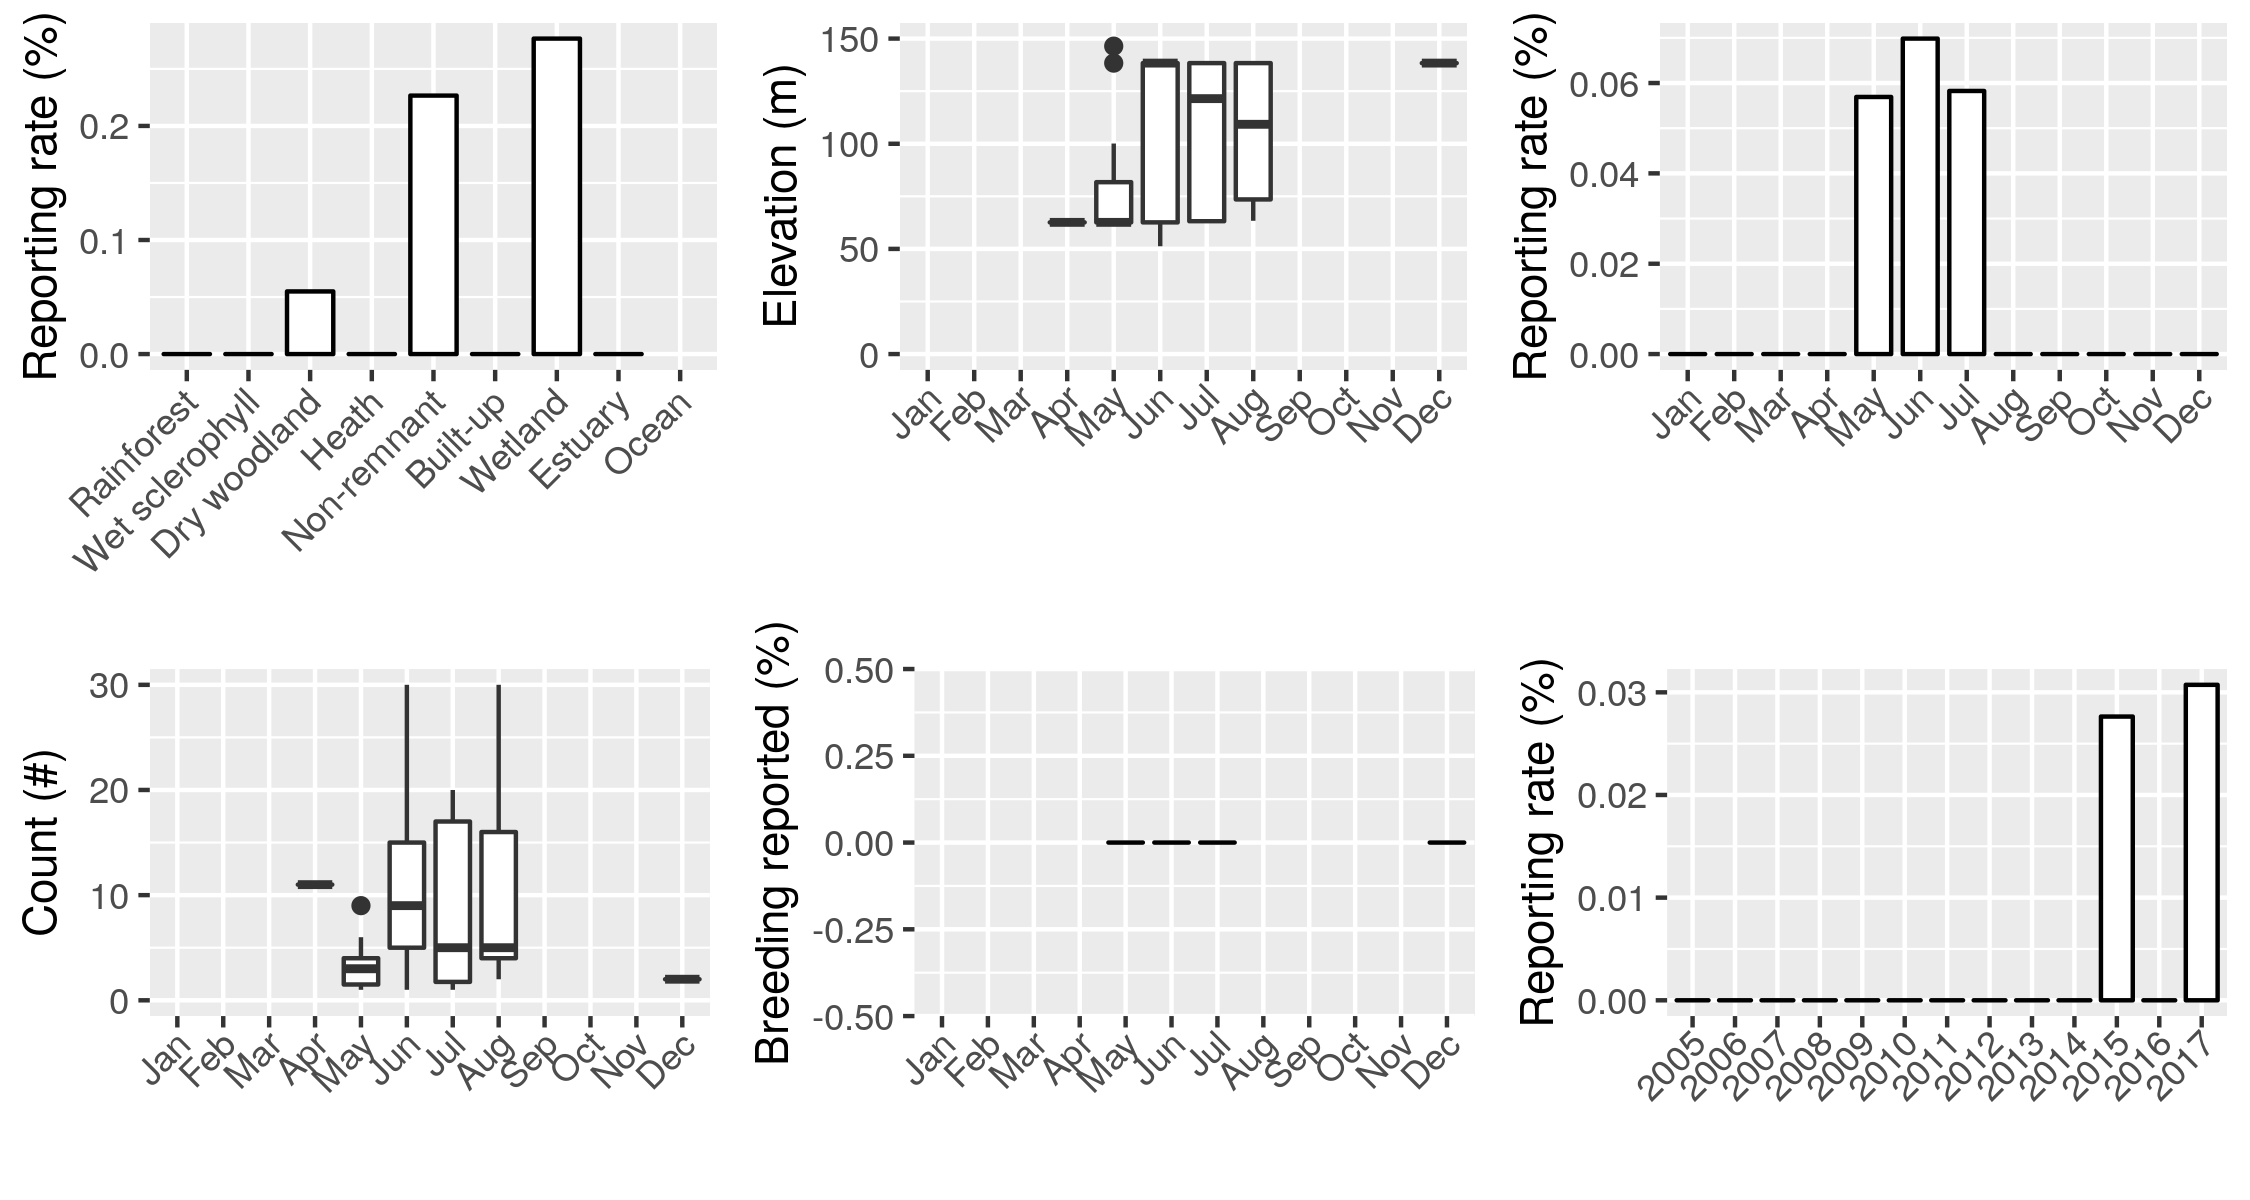 Reporting rate (%)
0.2
0.1
0.0
Rainforest
Wet sclerophyll
Dry woodland
Heath
Non-remnant
Built-up
Wetland
Estuary
Ocean
Elevation (m)
150
100
50
0
Jan
Feb
Mar
Apr
May
Jun
Jul
Aug
Sep
Oct
Nov
Dec
Reporting rate (%)
0.06
0.04
0.02
0.00
Jan
Feb
Mar
Apr
May
Jun
Jul
Aug
Sep
Oct
Nov
Dec
Count (#)
30
20
10
0
Jan
Feb
Mar
Apr
May
Jun
Jul
Aug
Sep
Oct
Nov
Dec
Breeding reported (%)
0.50
0.25
0.00
-0.25
-0.50
Jan
Feb
Mar
Apr
May
Jun
Jul
Aug
Sep
Oct
Nov
Dec
Reporting rate (%)
0.03
0.02
0.01
0.00
2005
2006
2007
2008
2009
2010
2011
2012
2013
2014
2015
2016
2017